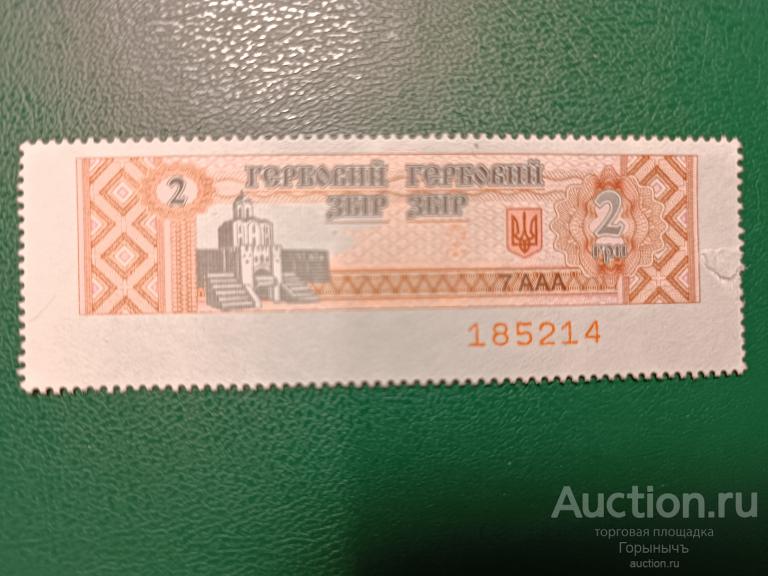 2
ГЕРБОВИЙ ГЕРБОВИЙ
ЗБІР ЗБІР
2
грн
7'ААА
185214
Auction.ru
торговая площадка
Горынычъ
auction.ru